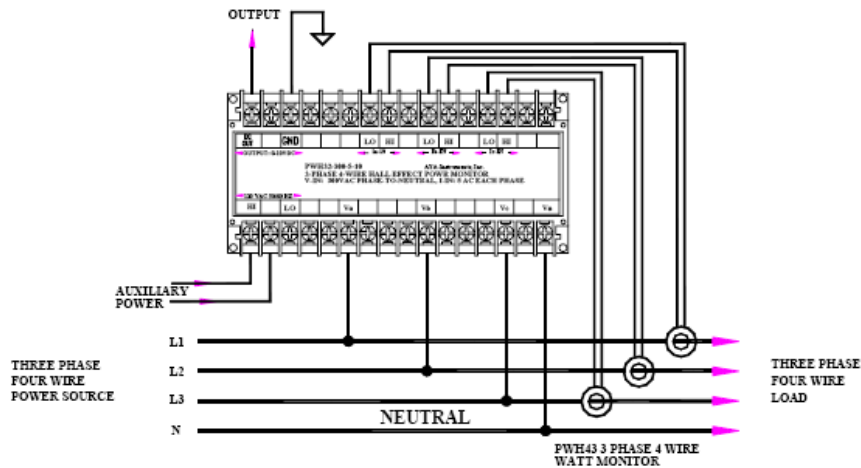 OUTPUT
DC
OUT
GND
LO HI LO HI LO HI
PWH32-300-5-10
3-PHASE 4-WIRE HALL EFFECT POWR MONITOR
V-IN: 300VAC PHASE-TO-NEUTRAL, I-IN: 5 AC EACH PHASE
HI LO Va Vb Vc Vn
AUXILIARY
POWER
L1
L2
L3
N
THREE PHASE
FOUR WIRE
POWER SOURCE
NEUTRAL
THREE PHASE
FOUR WIRE
LOAD
PWH43 3 PHASE 4 WIRE
WATT MONITOR